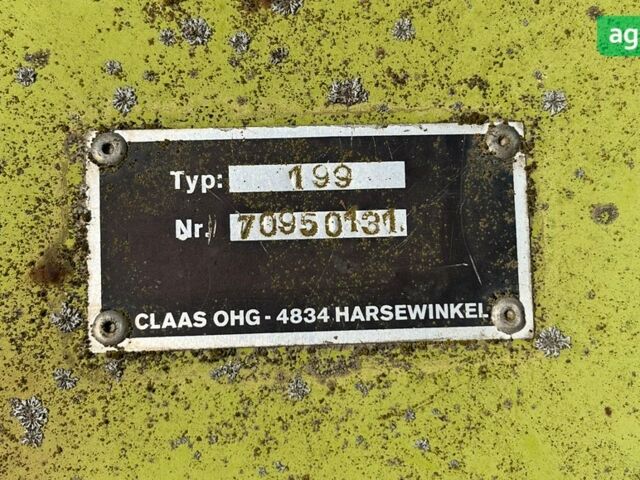 ag
Typ: 199
Nr. 70950131.
CLAAS OHG - 4834 HARSEWINKEL